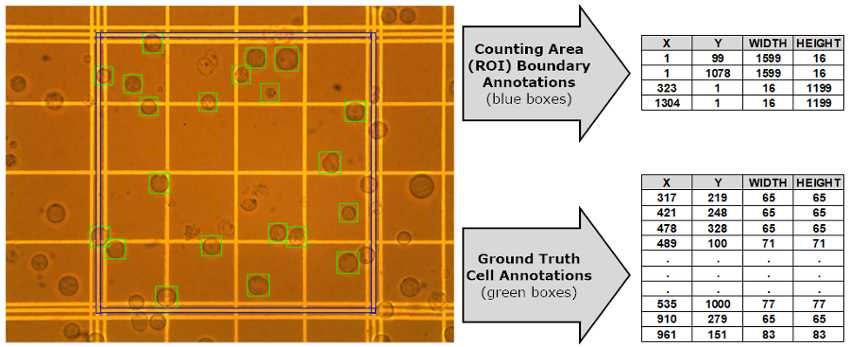 Counting Area
(ROI) Boundary
Annotations
(blue boxes)
X Y WIDTH HEIGHT
1 99 1599 16
1 1078 1599 16
323 1 16 1199
1304 1 16 1199
Ground Truth
Cell Annotations
(green boxes)
X Y WIDTH HEIGHT
317 219 65 65
421 248 65 65
478 328 65 65
489 100 71 71
. . . .
. . . .
. . . .
535 1000 77 77
910 279 65 65
961 151 83 83